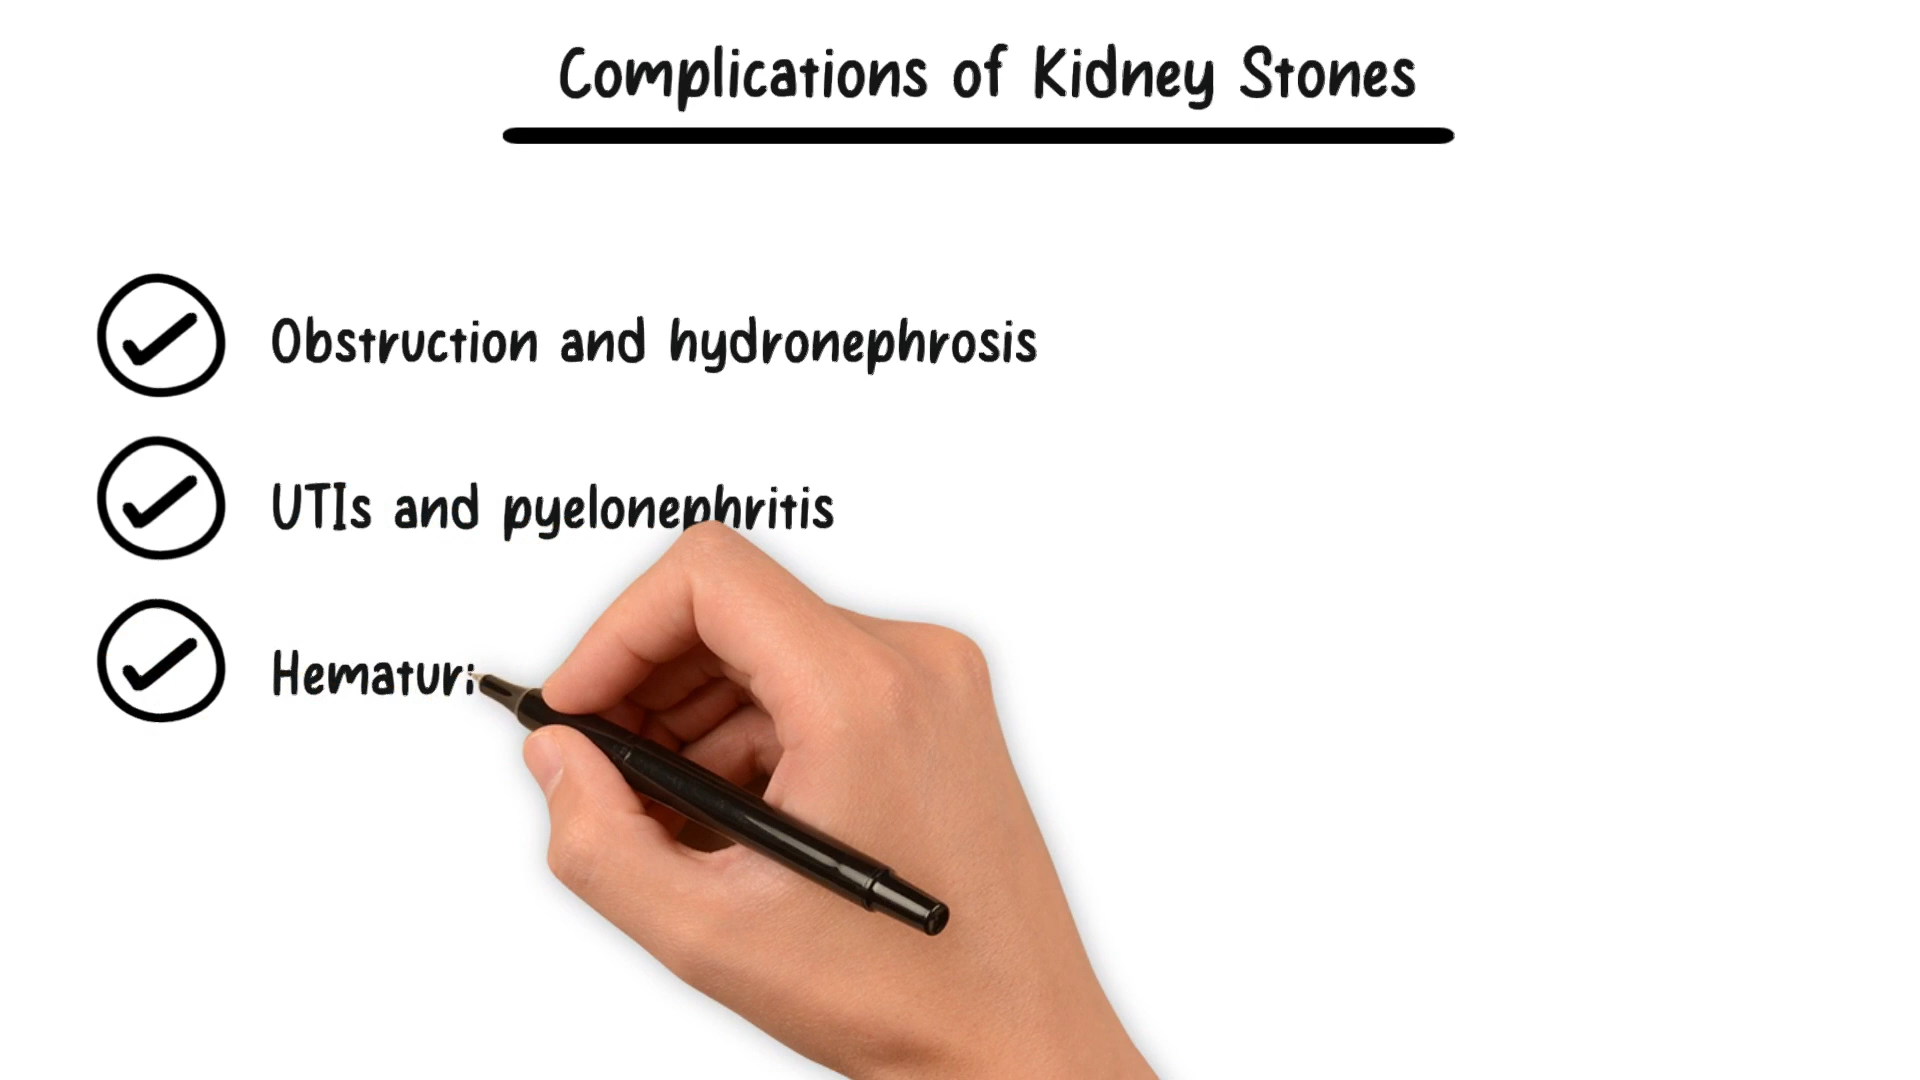 Complications of Kidney Stones
Obstruction and hydronephrosis
UTIs and pyelonephritis
Hematuri